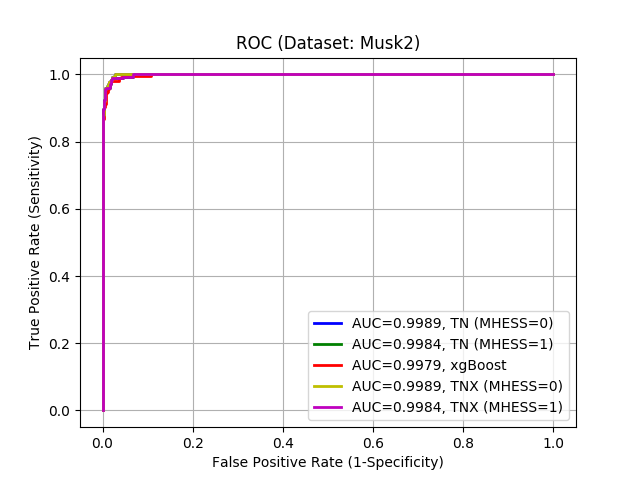 ROC (Dataset: Musk2)
True Positive Rate (Sensitivity)
1.0
0.8
0.6
0.4
0.2
0.0
AUC=0.9989, TN (MHESS=0)
AUC=0.9984, TN (MHESS=1)
AUC=0.9979, xgBoost
AUC=0.9989, TNX (MHESS=0)
AUC=0.9984, TNX (MHESS=1)
0.0 0.2 0.4 0.6 0.8 1.0
False Positive Rate (1-Specificity)